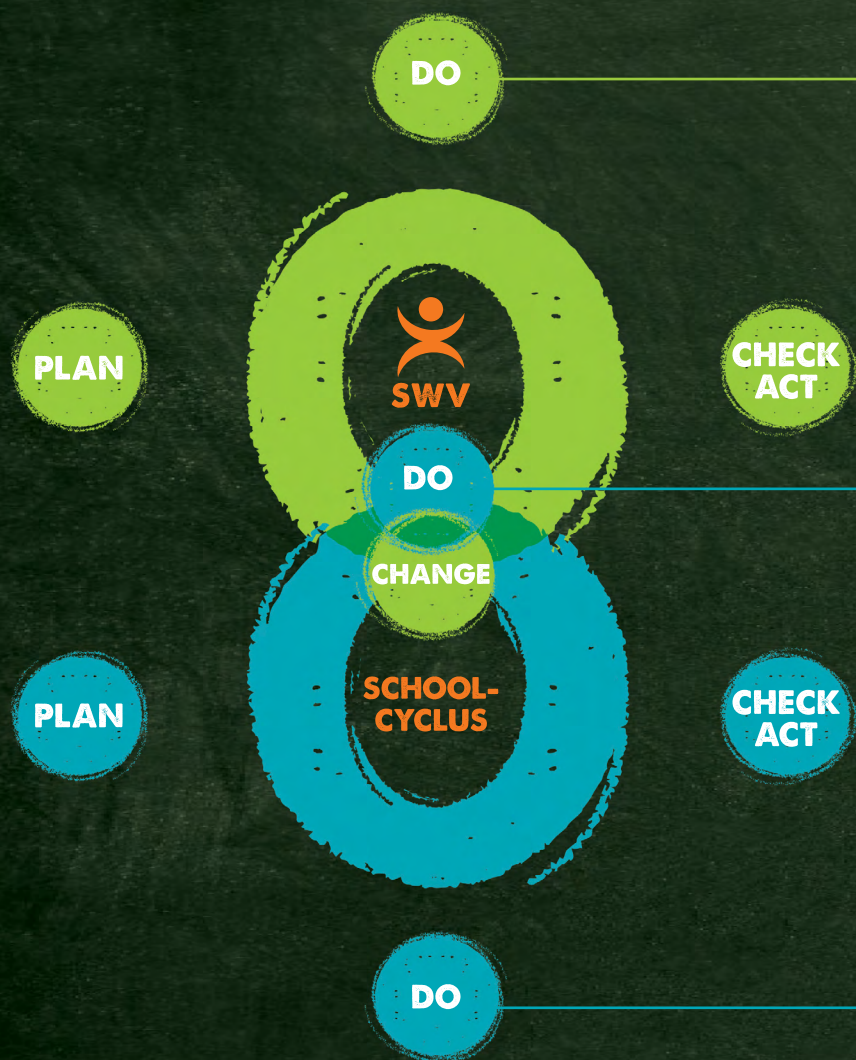 DO
PLAN
CHECK
ACT
SWV
DO
CHANGE
SCHOOL-
CYCLUS
PLAN
CHECK
ACT
DO